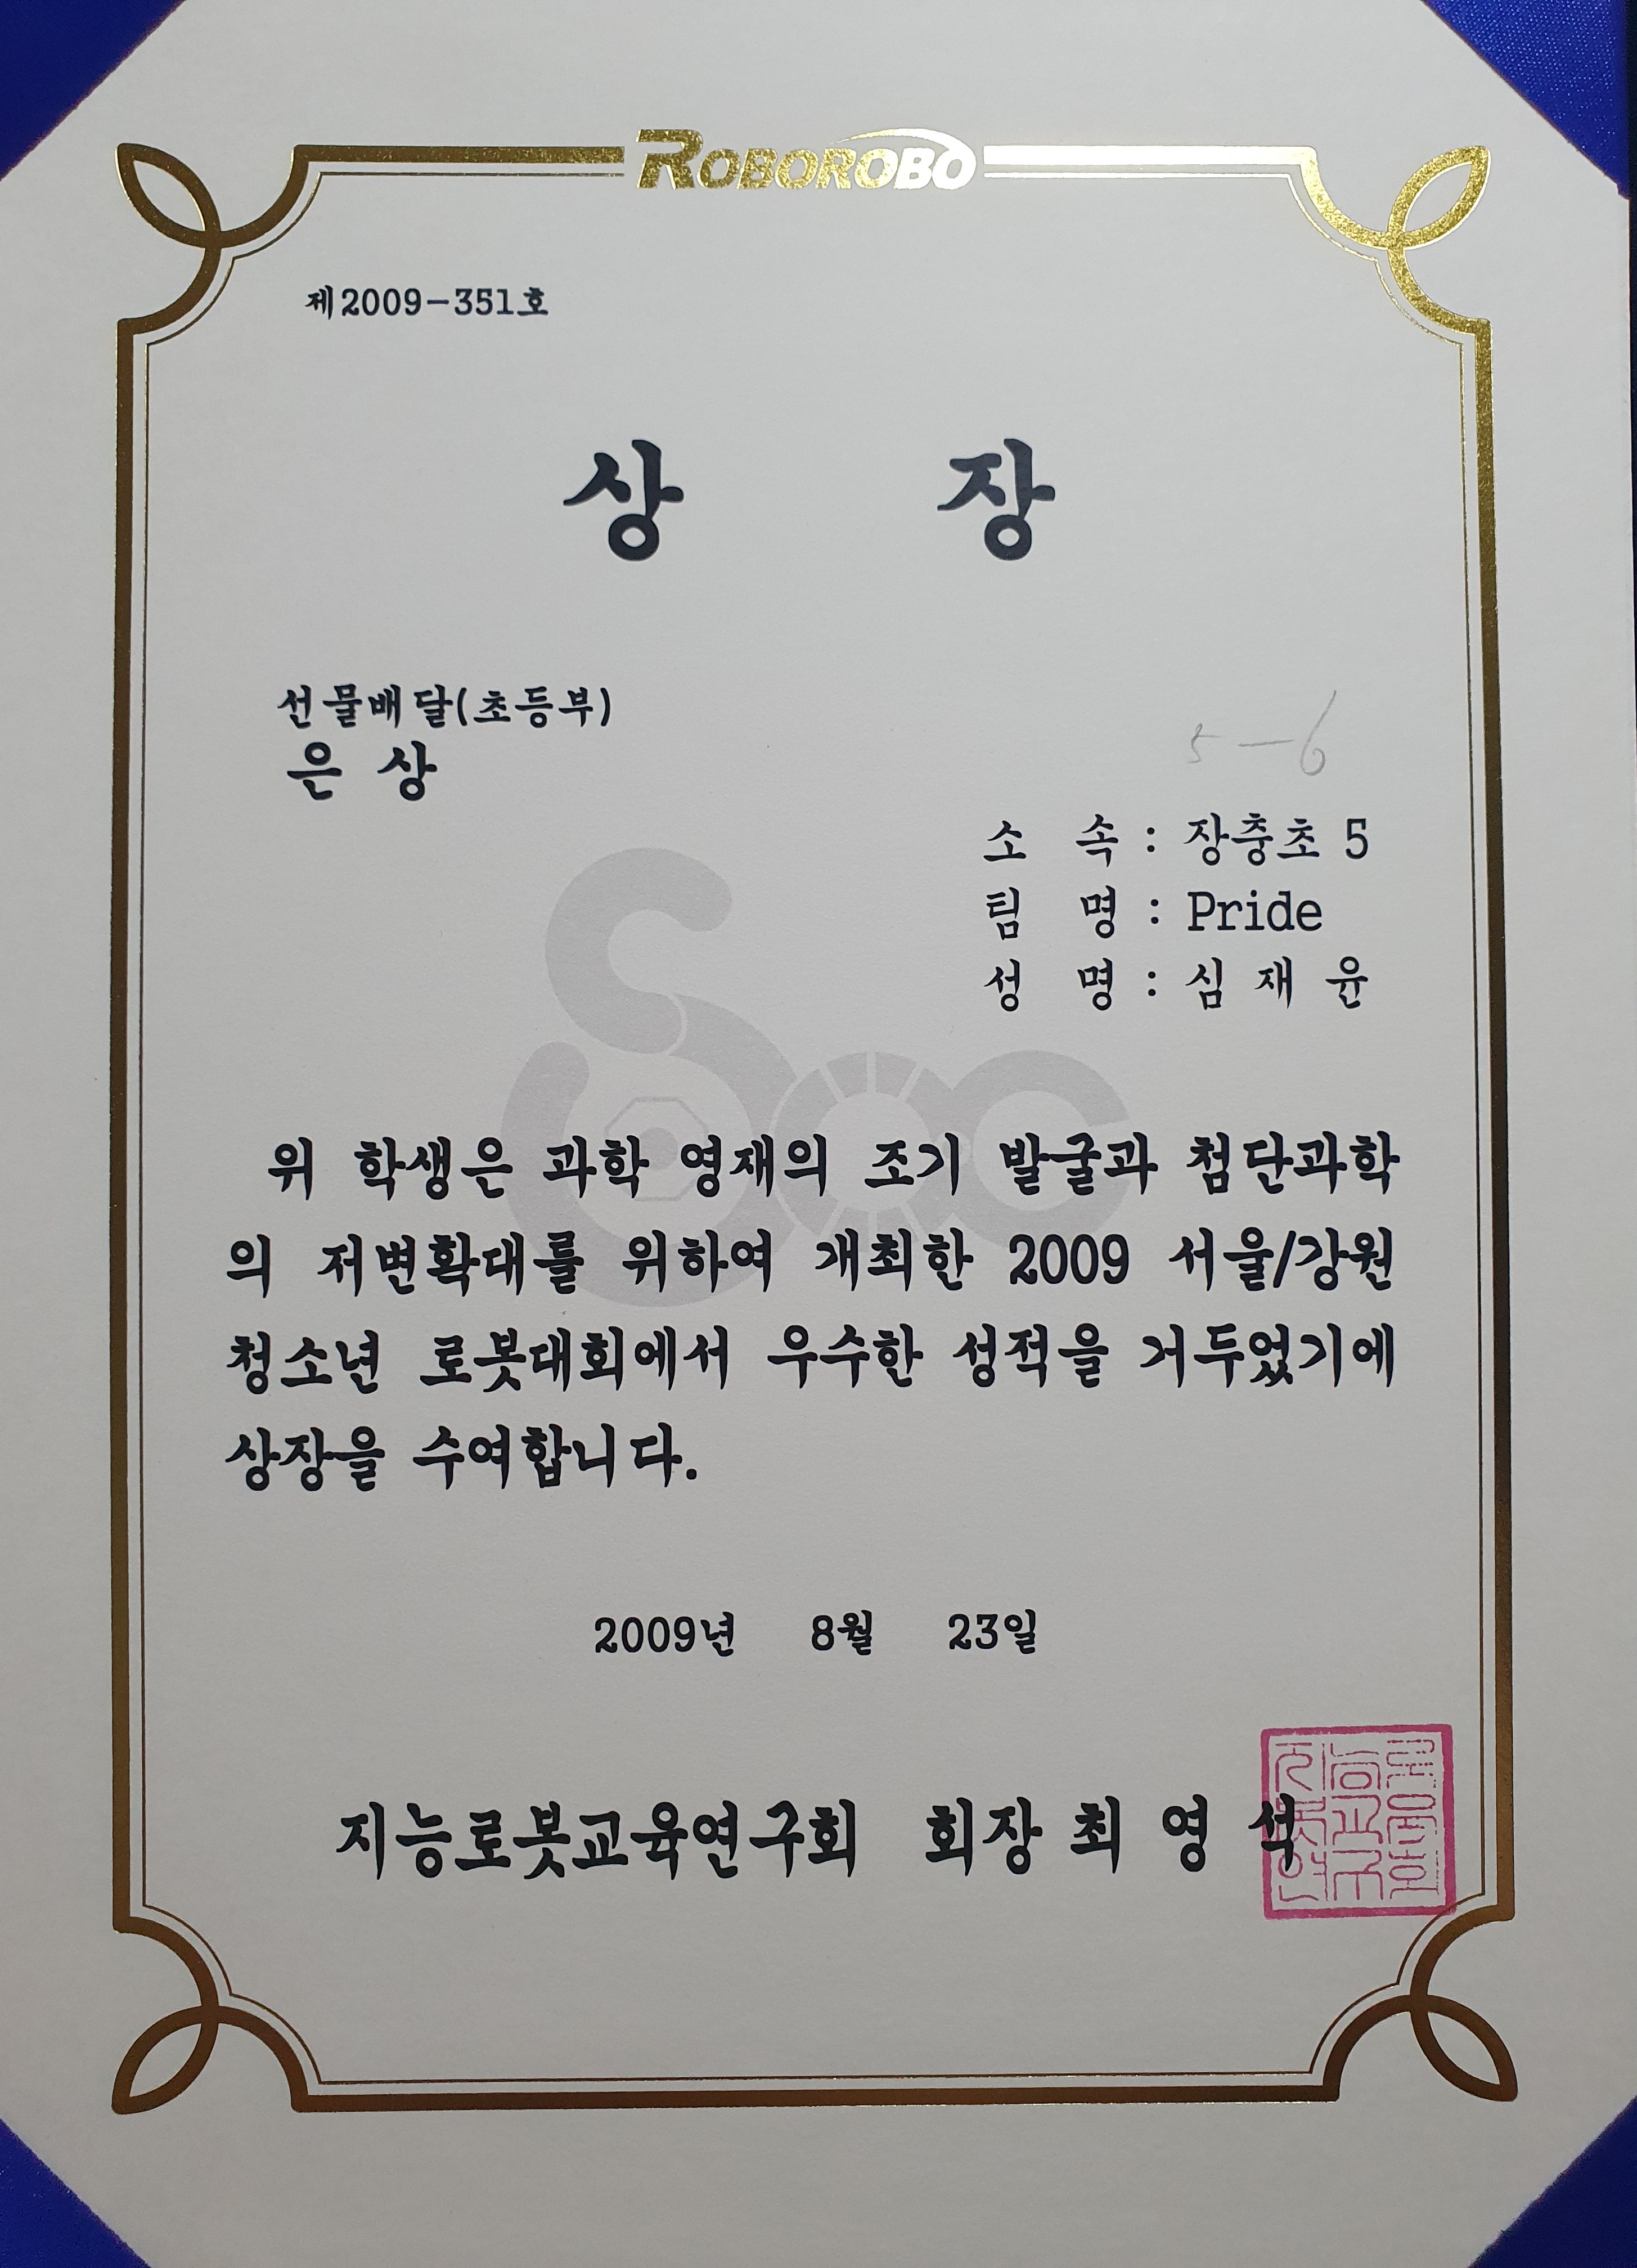 ROBOROBO
제2009-351호
상 장
선물배달(초등부)
은 상
5-6
소 속 : 장충초 5
팀 명 : Pride
성 명 : 심 재 윤
위 학생은 과학 영재의 조기 발굴과 첨단과학
의 저변확대를 위하여 개최한 2009 서울/강원
청소년 로봇대회에서 우수한 성적을 거두었기에
상장을 수여합니다.
2009년 8월 23일
지능로봇교육연구회 회장 최 영 석